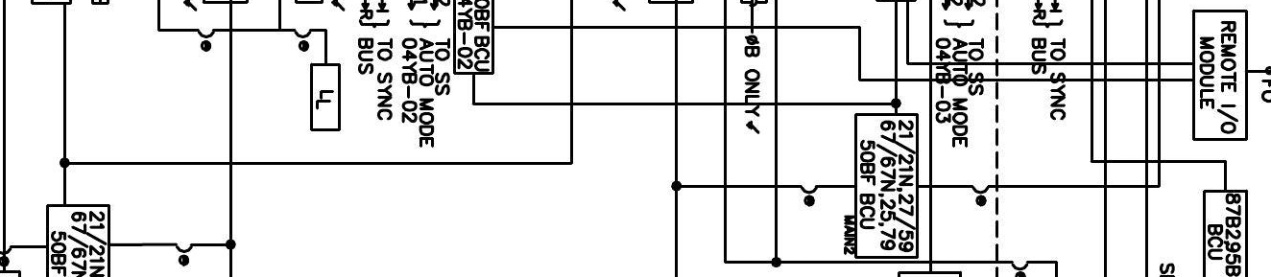 LL
TO SYNC
BUS
TO SS
AUTO MODE
04YB-02
50BF BCU
04YB-02
ØB ONLY
21/21N,27/59
67/67N,25,79
50BF BCU
MAIN2
TO SS
AUTO MODE
04YB-03
TO SYNC
BUS
REMOTE I/O
MODULE
87B295B
BCU
21/21N
67/67N
50BF